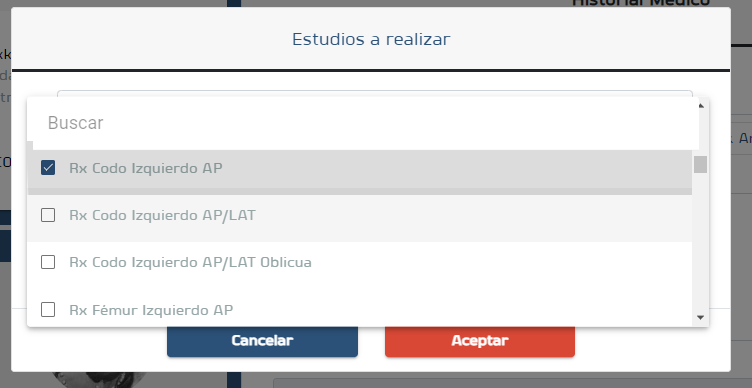 Historial Médico
Estudios a realizar
Buscar
Rx Codo Izquierdo AP
Rx Codo Izquierdo AP/LAT
Rx Codo Izquierdo AP/LAT Oblicua
Rx Fémur Izquierdo AP
Cancelar
Aceptar